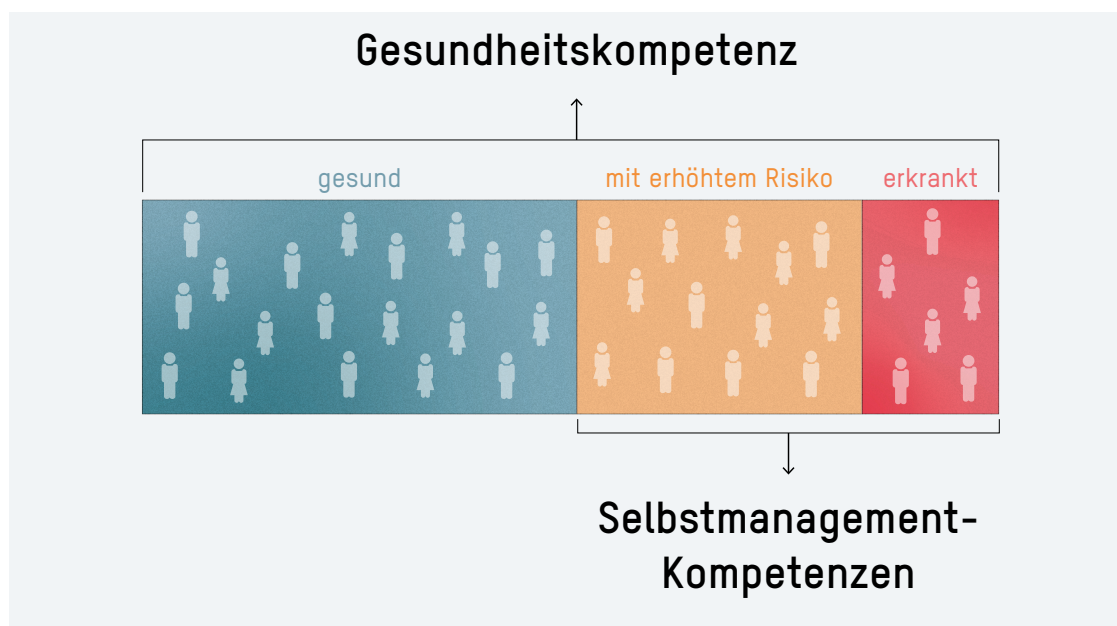 Gesundheitskompetenz
gesund mit erhöhtem Risiko erkrankt
Selbstmanagement-
Kompetenzen